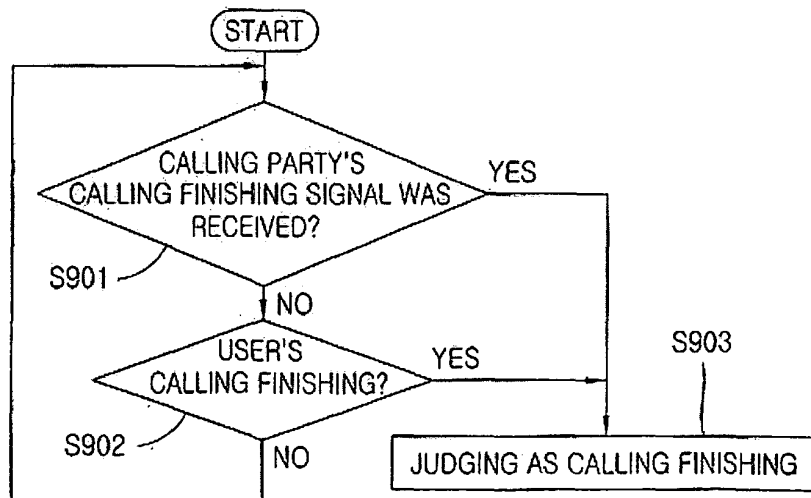 START
CALLING PARTY'S
CALLING FINISHING SIGNAL WAS
RECEIVED?
YES
S901
NO
USER'S
CALLING FINISHING?
YES
S903
S902
NO
JUDGING AS CALLING FINISHING